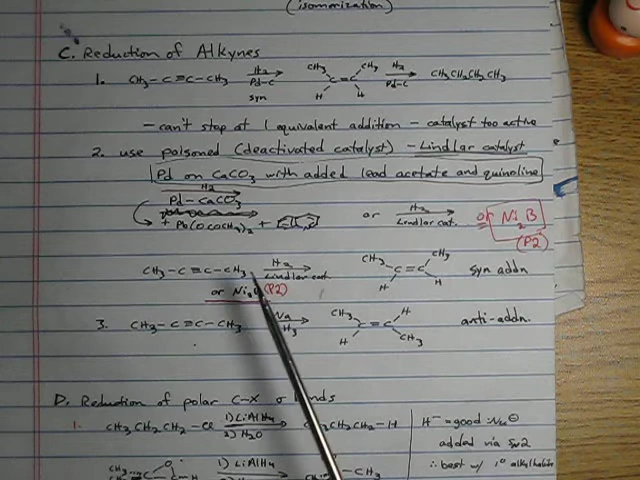 (isomerization)
C. Reduction of Alkynes
1. CH₃-C≡C-CH₃ H₂ Pd-C syn CH₃ CH₃ C=C H H H₂ Pd-C CH₃CH₂CH₂CH₃
- can't stop at 1 equivalent addition - catalyst too active
2. use poisoned (deactivated catalyst) - Lindlar catalyst
Pd on CaCO₃ with added lead acetate and quinoline
H₂
Pd-CaCO₃
+ Pb(OCOCH₃)₂ + or H₂ Lindlar cat. or Ni₂B
(P2)
CH₃-C≡C-CH₃ H₂ Lindlar cat. CH₃ CH₃ C=C H H syn addn
or Ni₂B (P2)
3. CH₃-C≡C-CH₃ Na CH₃ H C=C H CH₃ anti-addn.
D. Reduction of polar C-X σ bonds
1. CH₃CH₂CH₂-Cl 1) LiAlH₄ 2) H₂O CH₃CH₂CH₂-H H⁻ = good :Nu⊖
added via SN2
∴ best w/ 1° alkylhalides
1) LiAlH₄ -CH₃